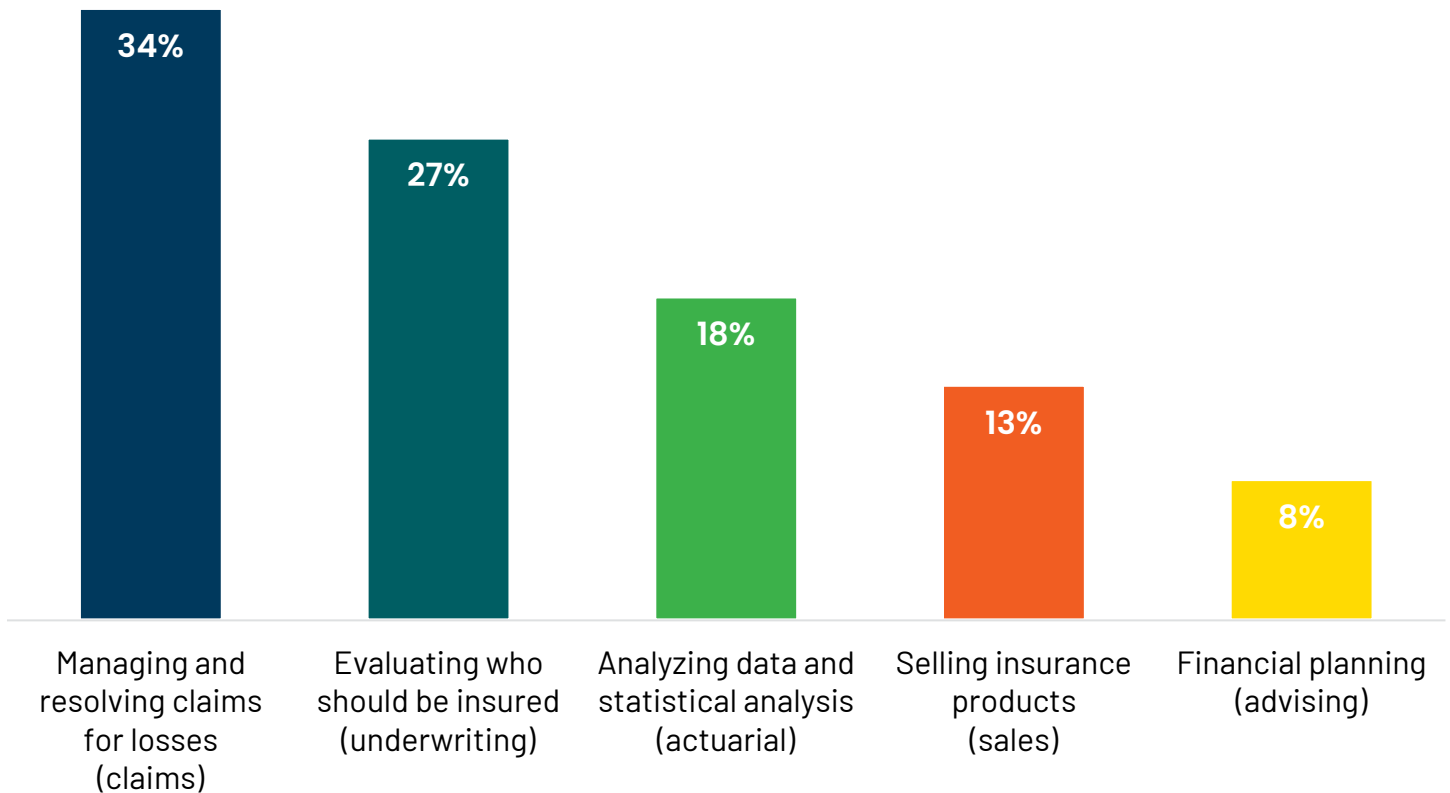 34%
27%
18%
13%
8%
Managing and
resolving claims
for losses
(claims)
Evaluating who
should be insured
(underwriting)
Analyzing data and
statistical analysis
(actuarial)
Selling insurance
products
(sales)
Financial planning
(advising)